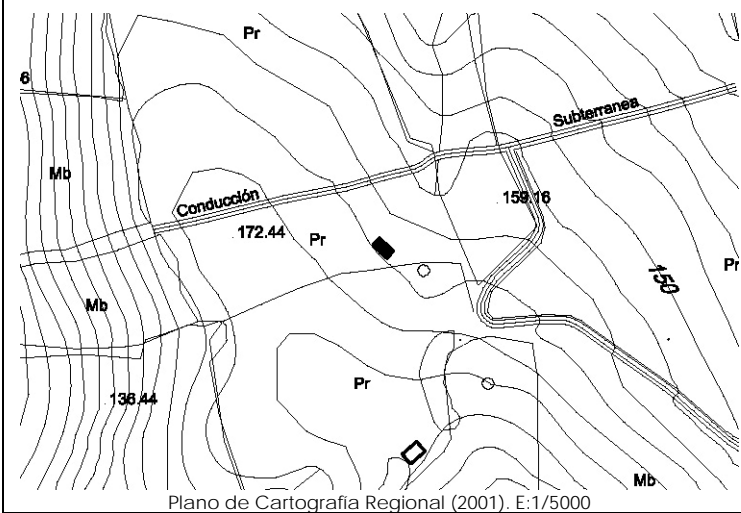 Pr
6
Subterranea
Mb
Conducción
159.16
172.44
Pr
Pr
150
Mb
Pr
136.44
Mb
Plano de Cartografía Regional (2001). E:1/5000